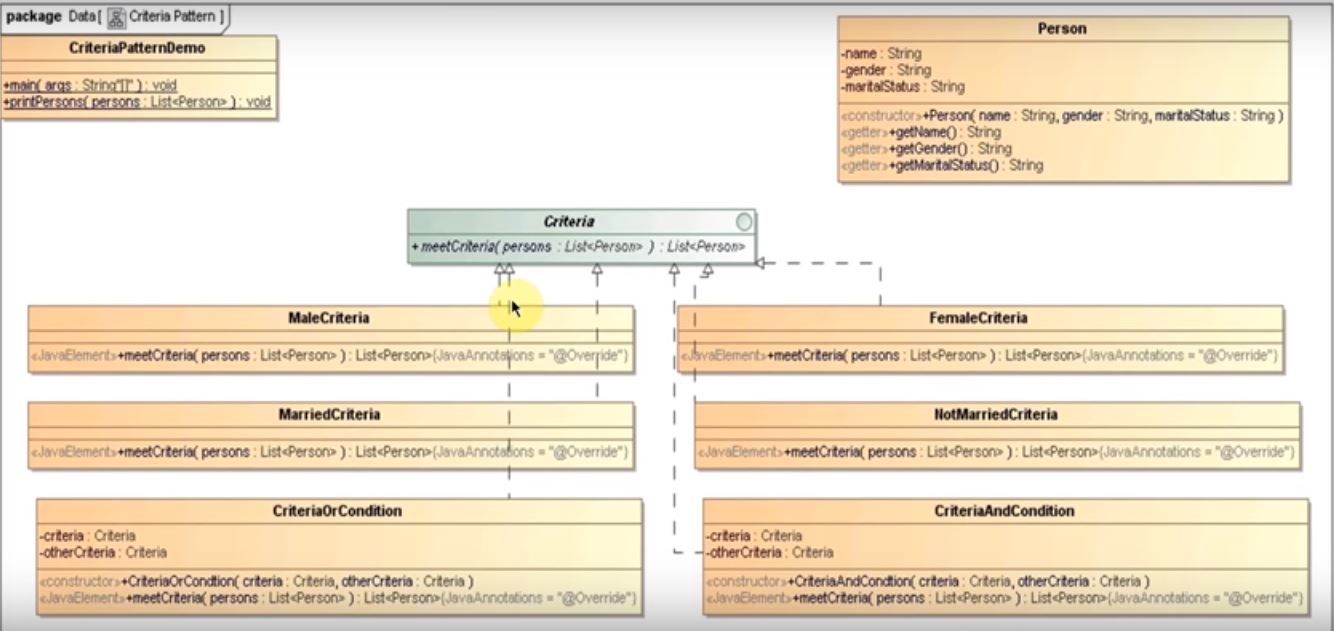 package Data[ Criteria Pattern ]
CriteriaPatternDemo
+main( args : String"[]" ) : void
+printPersons( persons : List<Person> ) : void
Person
-name : String
-gender : String
-maritalStatus : String
«constructor»+Person( name : String, gender : String, maritalStatus : String )
«getter»+getName() : String
«getter»+getGender() : String
«getter»+getMaritalStatus() : String
Criteria
+ meetCriteria( persons : List<Person> ) : List<Person>
MaleCriteria
«JavaElement»+meetCriteria( persons : List<Person> ) : List<Person>{JavaAnnotations = "@Override"}
FemaleCriteria
«JavaElement»+meetCriteria( persons : List<Person> ) : List<Person>{JavaAnnotations = "@Override"}
MarriedCriteria
«JavaElement»+meetCriteria( persons : List<Person> ) : List<Person>{JavaAnnotations = "@Override"}
NotMarriedCriteria
«JavaElement»+meetCriteria( persons : List<Person> ) : List<Person>{JavaAnnotations = "@Override"}
CriteriaOrCondition
-criteria : Criteria
-otherCriteria : Criteria
«constructor»+CriteriaOrCondtion( criteria : Criteria, otherCriteria : Criteria )
«JavaElement»+meetCriteria( persons : List<Person> ) : List<Person>{JavaAnnotations = "@Override"}
CriteriaAndCondition
-criteria : Criteria
-otherCriteria : Criteria
«constructor»+CriteriaAndCondtion( criteria : Criteria, otherCriteria : Criteria )
«JavaElement»+meetCriteria( persons : List<Person> ) : List<Person>{JavaAnnotations = "@Override"}